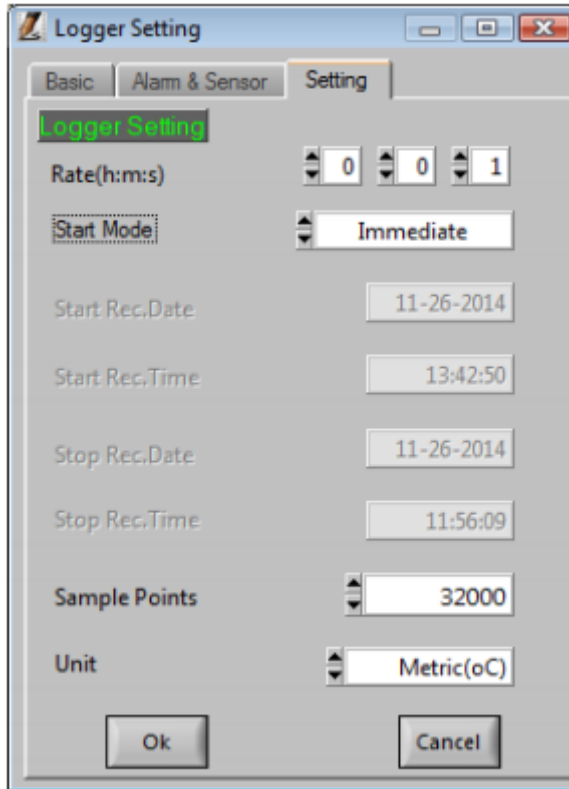 Logger Setting
Basic Alarm & Sensor Setting
Logger Setting
Rate(h:m:s) 0 0 1
Start Mode Immediate
Start Rec.Date 11-26-2014
Start Rec.Time 13:42:50
Stop Rec.Date 11-26-2014
Stop Rec.Time 11:56:09
Sample Points 32000
Unit Metric(oC)
Ok Cancel